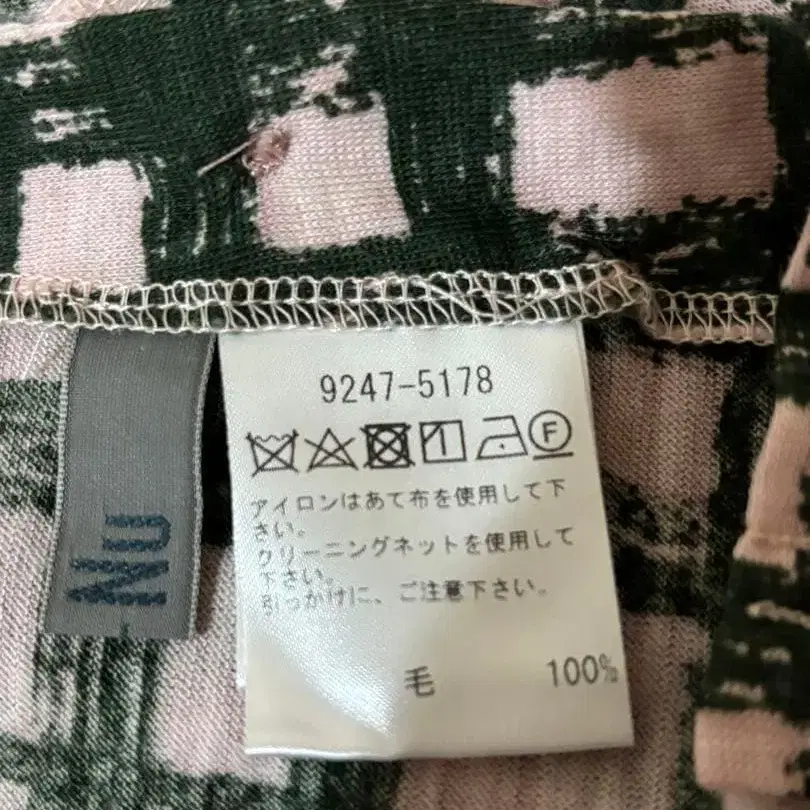 9247-5178
F
アイロンはあて布を使用して下
さい。
クリーニングネットを使用して
下さい。
引っかけに、ご注意下さい。
毛 100%
Nu